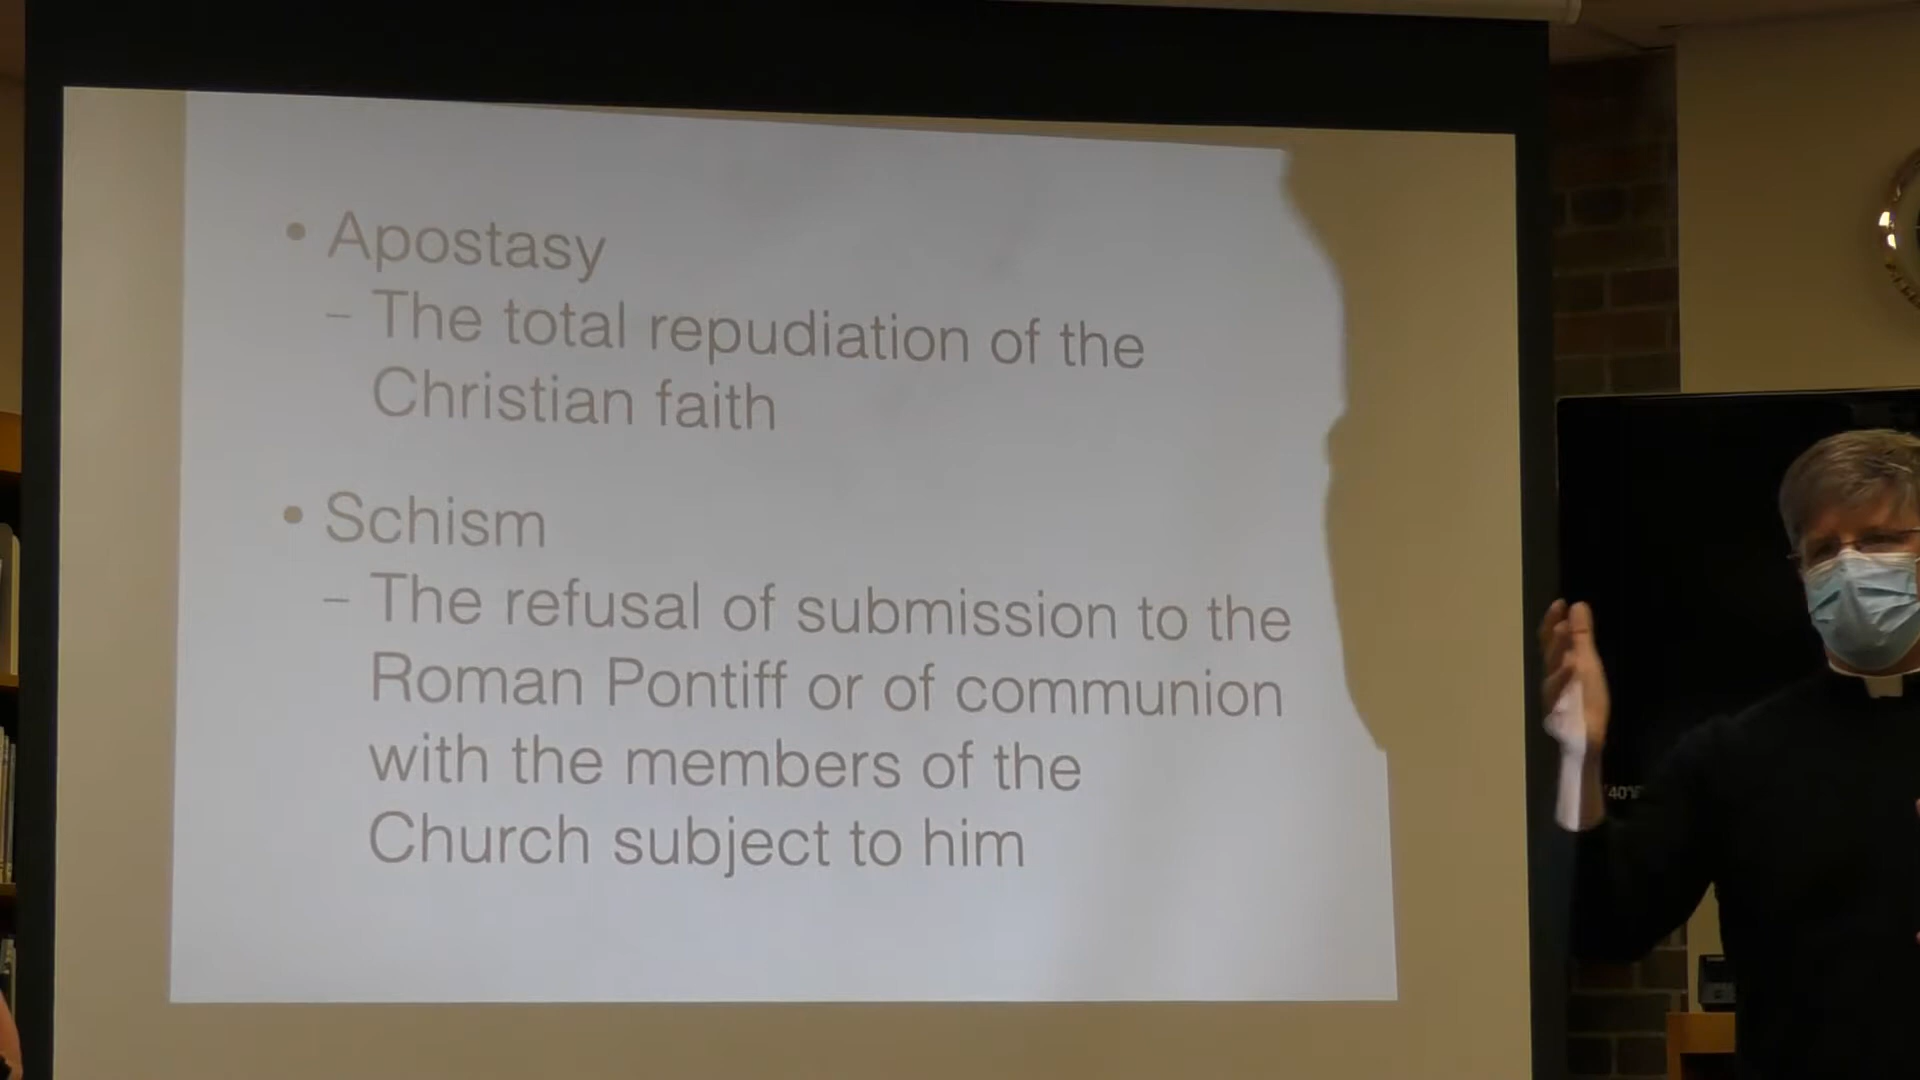 • Apostasy
– The total repudiation of the
Christian faith
• Schism
– The refusal of submission to the
Roman Pontiff or of communion
with the members of the
Church subject to him